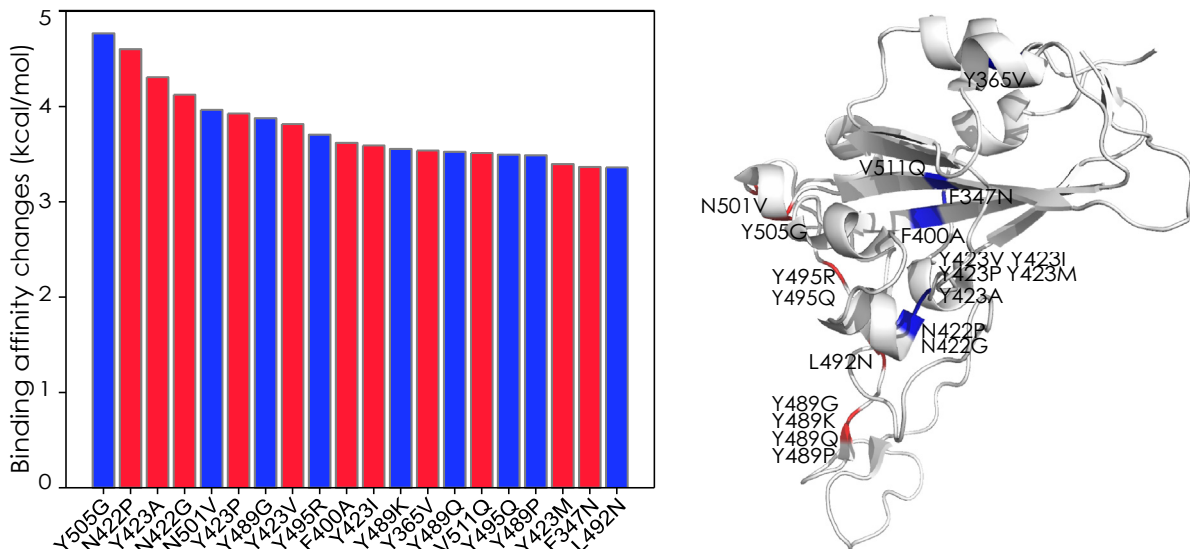 Binding affinity changes (kcal/mol)
5
4
3
2
1
0
Y505G
N422P
Y423A
N422G
N501V
Y423P
Y489G
Y423V
Y495R
F400A
Y423I
Y489K
Y365V
Y489Q
V511Q
Y495Q
Y489P
Y423M
F347N
L492N
Y365V
V511Q
F347N
N501V
Y505G
F400A
Y423V Y423I
Y423P Y423M
Y423A
Y495R
Y495Q
N422P
N422G
L492N
Y489G
Y489K
Y489Q
Y489P